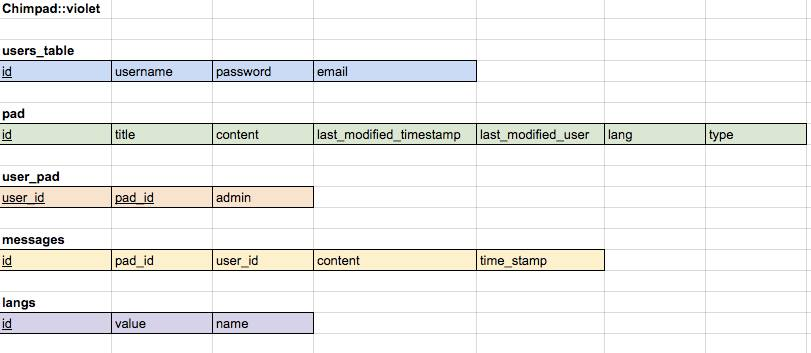 Chimpad::violet
users_table
id username password email
pad
id title content last_modified_timestamp last_modified_user lang type
user_pad
user_id pad_id admin
messages
id pad_id user_id content time_stamp
langs
id value name